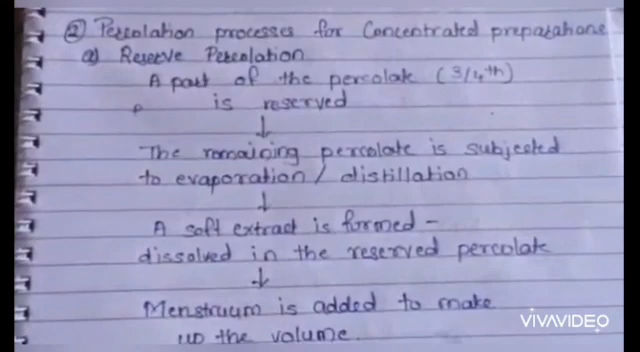 ② Percolation processes for Concentrated preparations
a) Reserve Percolation
A part of the percolate (3/4th)
is reserved
↓
The remaining percolate is subjected
to evaporation / distillation
↓
A soft extract is formed -
dissolved in the reserved percolate
↓
Menstruum is added to make
up the volume.
VIVAVIDEO